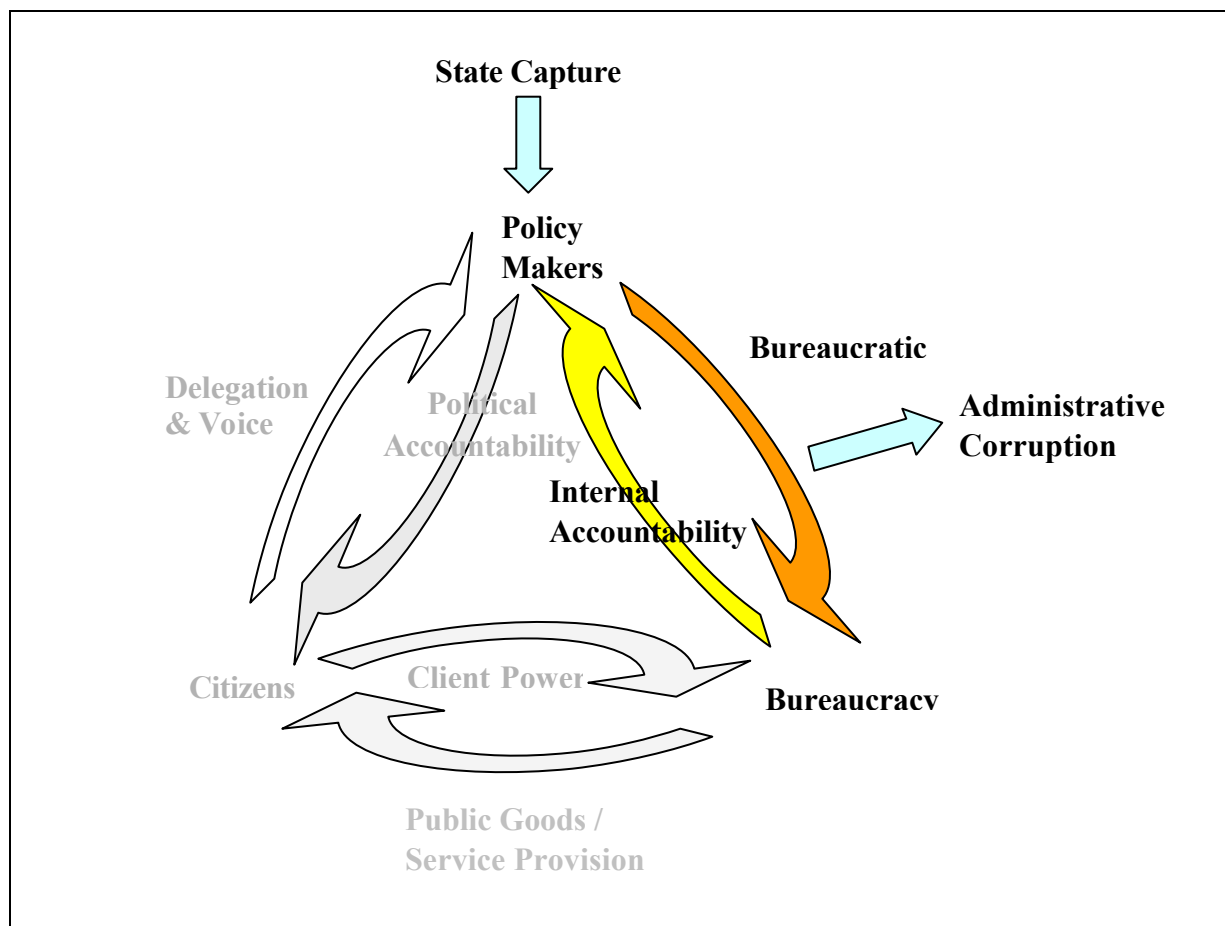 State Capture
Policy
Makers
Bureaucratic
Delegation
& Voice
Political
Accountability
Administrative
Corruption
Internal
Accountability
Citizens
Client Power
Bureaucracy
Public Goods /
Service Provision